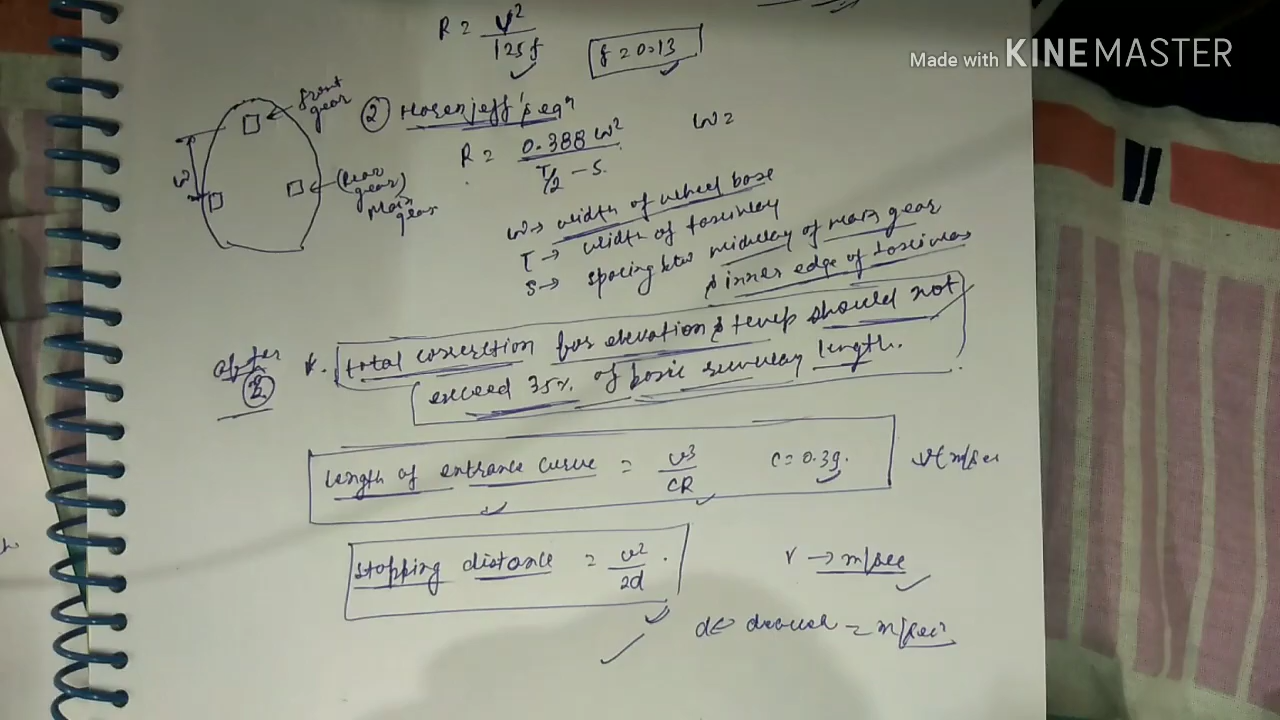 Made with KINEMASTER
R = V²/125f
f = 0.13
front gear
② Horenjeff's eqⁿ
R = 0.388 w²/(T/2 - S)
w =
w
(Rear gear) Main gear
w → width of wheel base
T → width of taxiway
S → spacing btw midway of main gear
& inner edge of taxiway
after ②
*. total correction for elevation & temp should not
exceed 35% of basic runway length.
length of entrance curve = v³/CR
C = 0.39.
v(m/sec
stopping distance = v²/2d.
v → m/sec
d = m/sec²